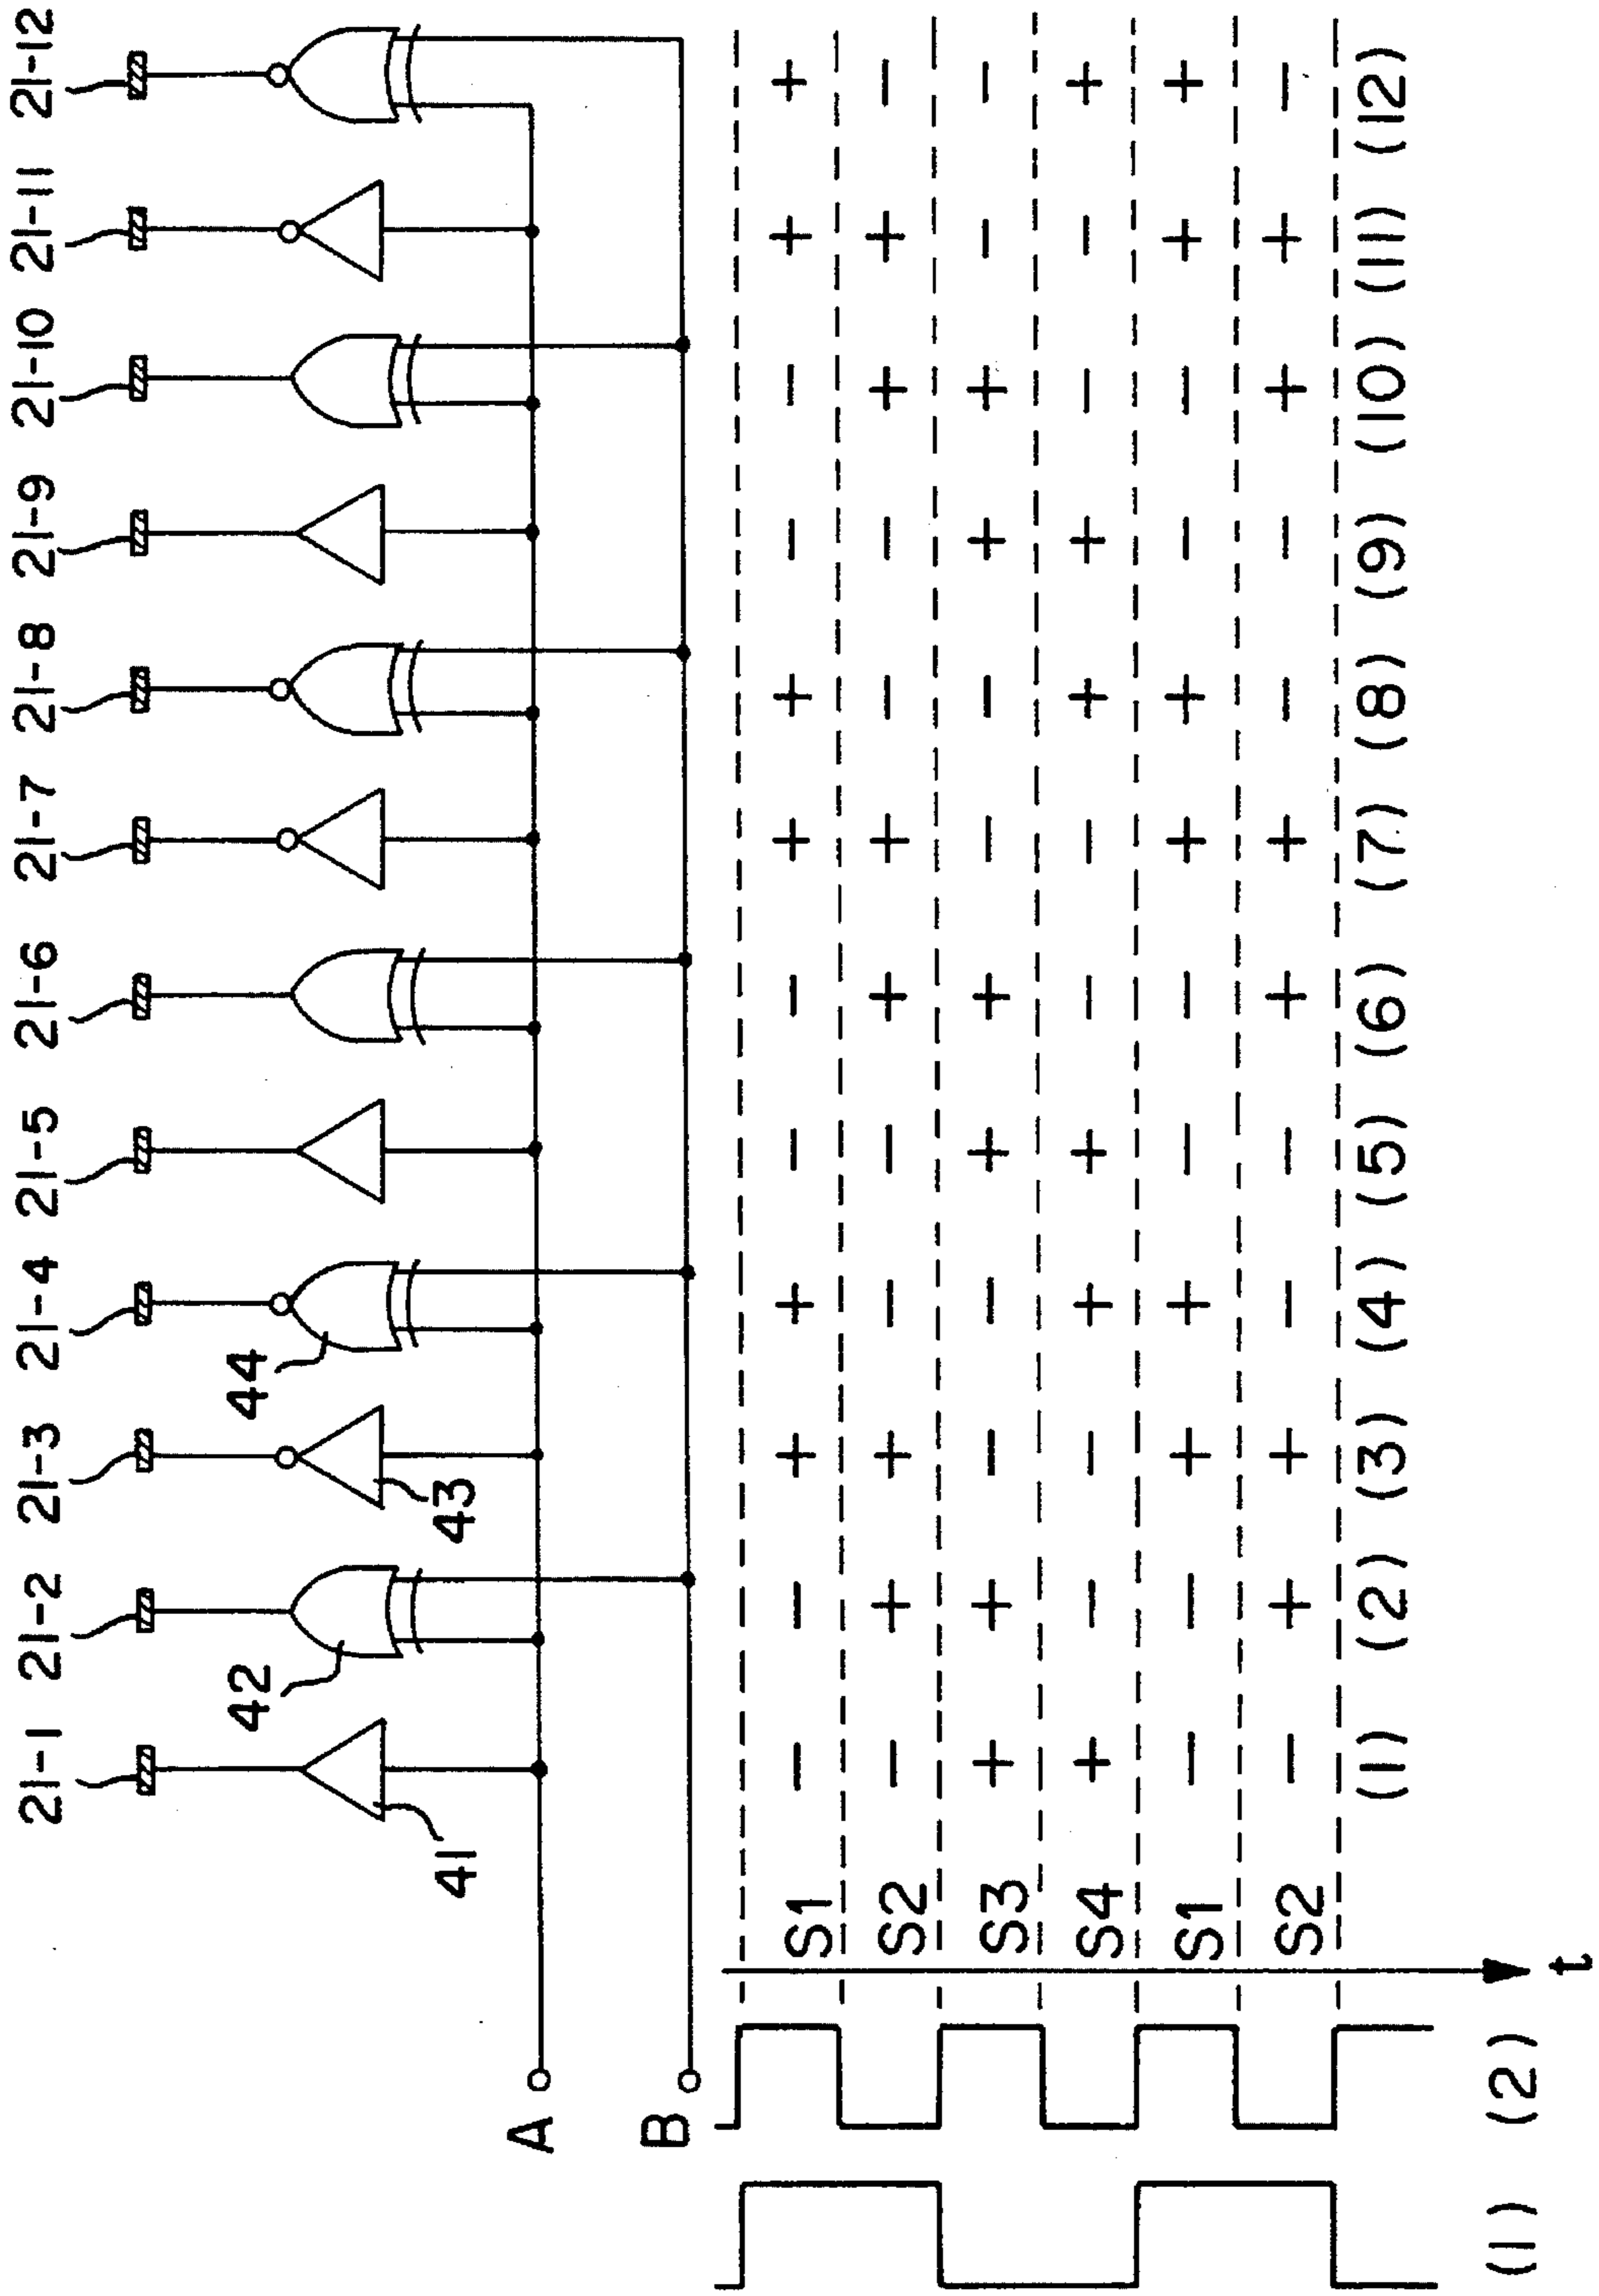 21-1 21-2 21-3 21-4 21-5 21-6 21-7 21-8 21-9 21-10 21-11 21-12
42 44
41 43
A
B
S1 − − + + − − + + − − + +
S2 − + + − − + + − − + + −
S3 + + − − + + − − + + − −
S4 + − − + + − − + + − − +
S1 − − + + − − + + − − + +
S2 − + + − − + + − − + + −
(1) (2) (3) (4) (5) (6) (7) (8) (9) (10) (11) (12)
(1) (2)
t